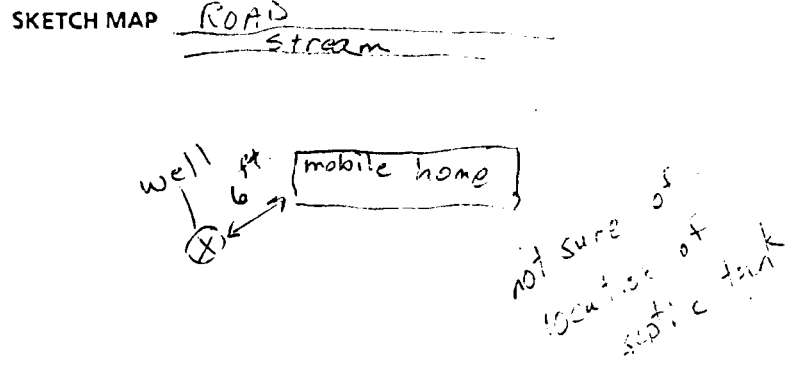 SKETCH MAP ROAD
stream
well
6 ft.
mobile home
not sure of
location of
septic tank